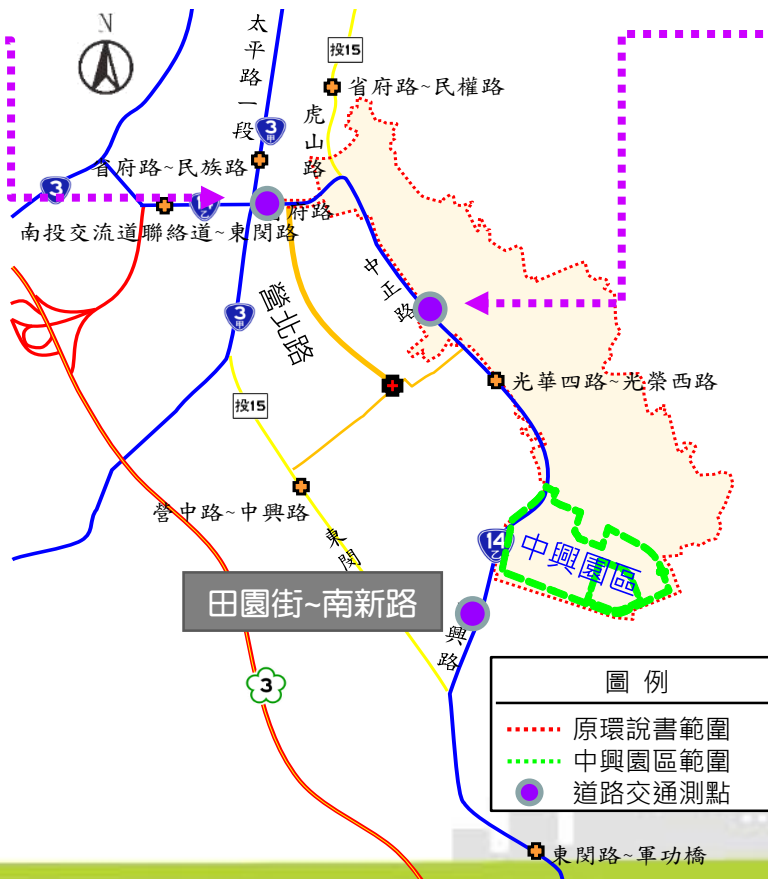 N
太平路一段
投15
省府路~民權路
虎山路
3甲
省府路~民族路
3
乙
府路
南投交流道聯絡道~東閔路
中正路
3甲
營北路
光華四路~光榮西路
投15
營中路~中興路
東閔
14乙
中興園區
田園街~南新路
興路
3
圖 例
原環說書範圍
中興園區範圍
道路交通測點
東閔路~軍功橋